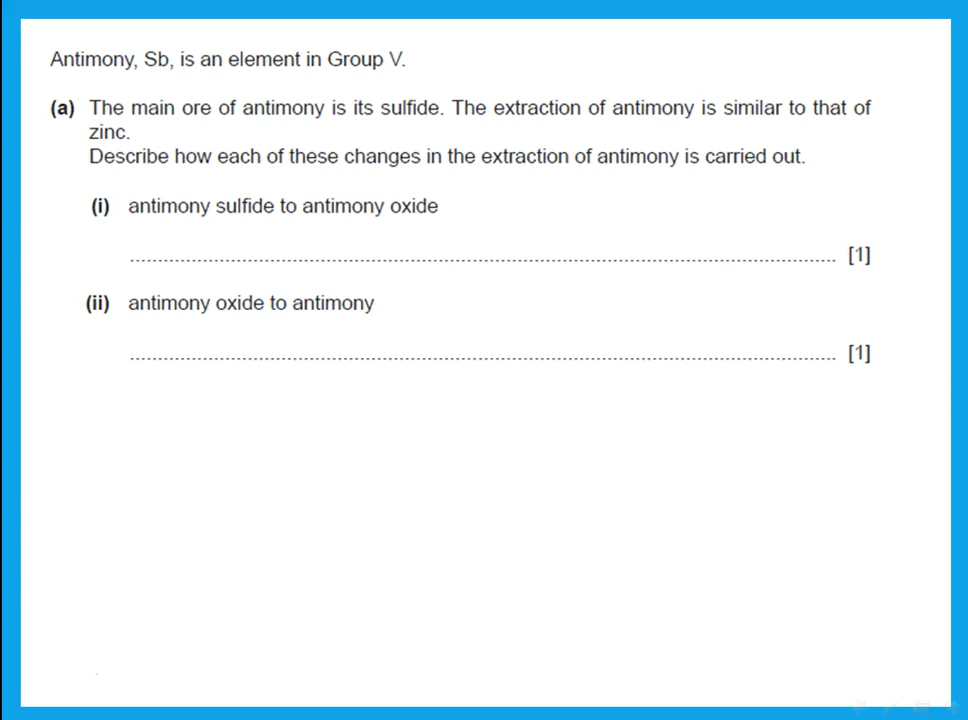 Antimony, Sb, is an element in Group V.
(a) The main ore of antimony is its sulfide. The extraction of antimony is similar to that of
zinc.
Describe how each of these changes in the extraction of antimony is carried out.
(i) antimony sulfide to antimony oxide
.............................................................................................................................. [1]
(ii) antimony oxide to antimony
.............................................................................................................................. [1]